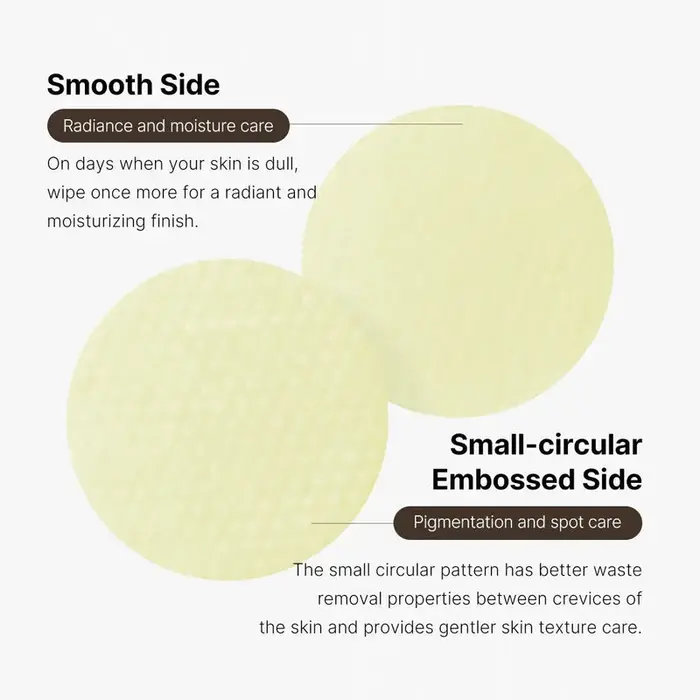 Smooth Side
Radiance and moisture care
On days when your skin is dull,
wipe once more for a radiant and
moisturizing finish.
Small-circular
Embossed Side
Pigmentation and spot care
The small circular pattern has better waste
removal properties between crevices of
the skin and provides gentler skin texture care.